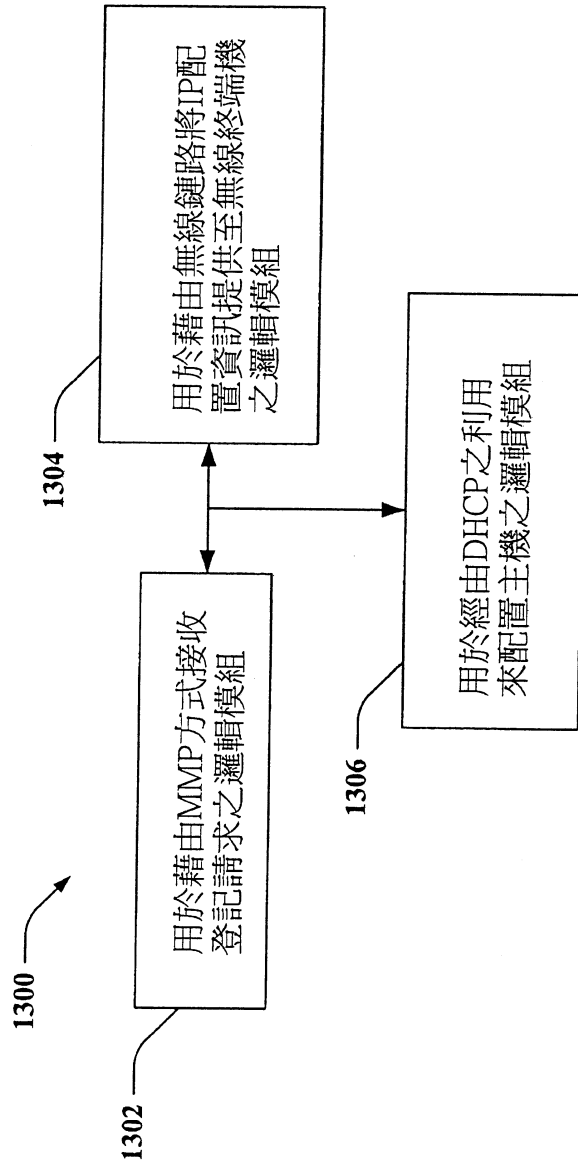 1300
1302
用於藉由MMP方式接收
登記請求之邏輯模組
1304
用於藉由無線鏈路將IP配
置資訊提供至無線終端機
之邏輯模組
1306
用於經由DHCP之利用
來配置主機之邏輯模組